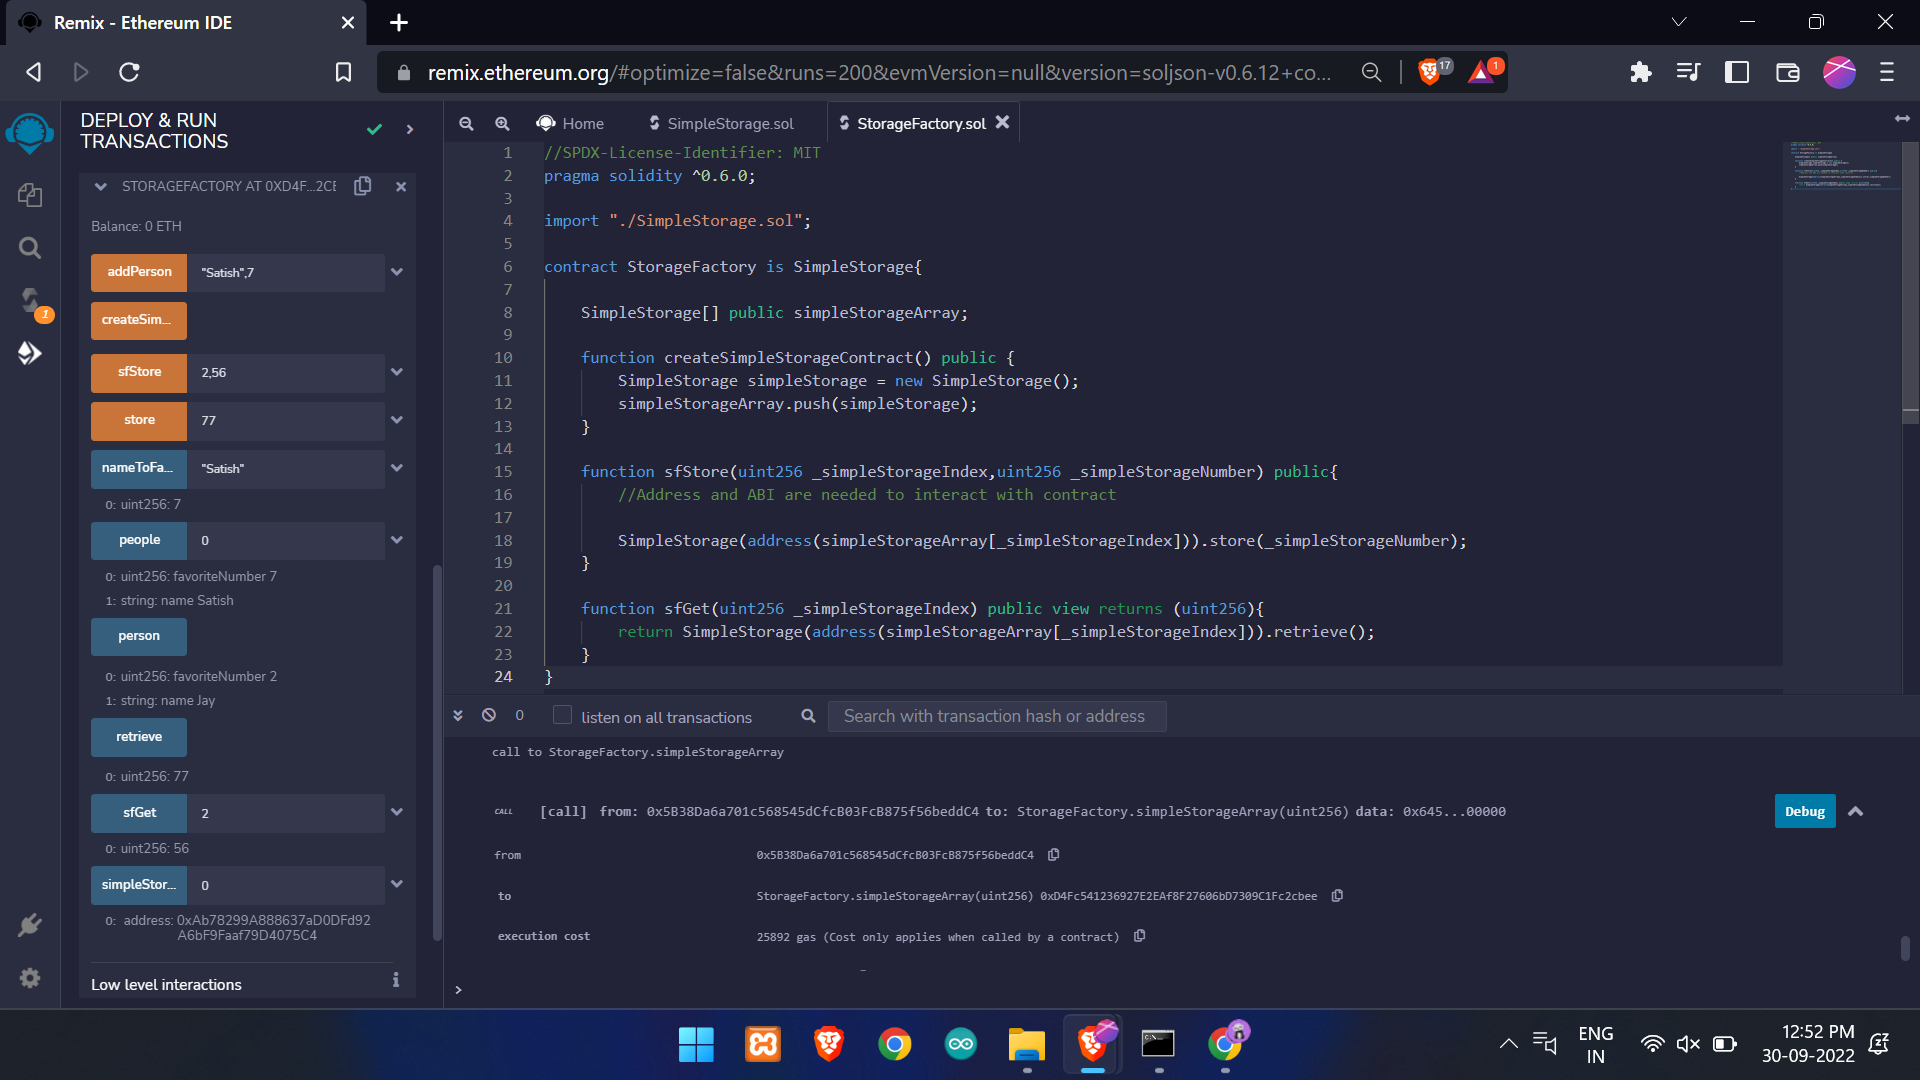 Remix - Ethereum IDE
remix.ethereum.org/#optimize=false&runs=200&evmVersion=null&version=soljson-v0.6.12+co...
17
1
DEPLOY & RUN
TRANSACTIONS
STORAGEFACTORY AT 0XD4F...2CE
Balance: 0 ETH
addPerson "Satish",7
createSim...
sfStore 2,56
store 77
nameToFa... "Satish"
0: uint256: 7
people 0
0: uint256: favoriteNumber 7
1: string: name Satish
person
0: uint256: favoriteNumber 2
1: string: name Jay
retrieve
0: uint256: 77
sfGet 2
0: uint256: 56
simpleStor... 0
0: address: 0xAb78299A888637aD0DFd92
A6bF9Faaf79D4075C4
Low level interactions
1
Home SimpleStorage.sol StorageFactory.sol
1 //SPDX-License-Identifier: MIT
2 pragma solidity ^0.6.0;
3
4 import "./SimpleStorage.sol";
5
6 contract StorageFactory is SimpleStorage{
7
8 SimpleStorage[] public simpleStorageArray;
9
10 function createSimpleStorageContract() public {
11 SimpleStorage simpleStorage = new SimpleStorage();
12 simpleStorageArray.push(simpleStorage);
13 }
14
15 function sfStore(uint256 _simpleStorageIndex,uint256 _simpleStorageNumber) public{
16 //Address and ABI are needed to interact with contract
17
18 SimpleStorage(address(simpleStorageArray[_simpleStorageIndex])).store(_simpleStorageNumber);
19 }
20
21 function sfGet(uint256 _simpleStorageIndex) public view returns (uint256){
22 return SimpleStorage(address(simpleStorageArray[_simpleStorageIndex])).retrieve();
23 }
24 }
0 listen on all transactions Search with transaction hash or address
call to StorageFactory.simpleStorageArray
CALL [call] from: 0x5B38Da6a701c568545dCfcB03FcB875f56beddC4 to: StorageFactory.simpleStorageArray(uint256) data: 0x645...00000 Debug
from 0x5B38Da6a701c568545dCfcB03FcB875f56beddC4
to StorageFactory.simpleStorageArray(uint256) 0xD4Fc541236927E2EAf8F27606bD7309C1Fc2cbee
execution cost 25892 gas (Cost only applies when called by a contract)
>
ENG
IN
12:52 PM
30-09-2022